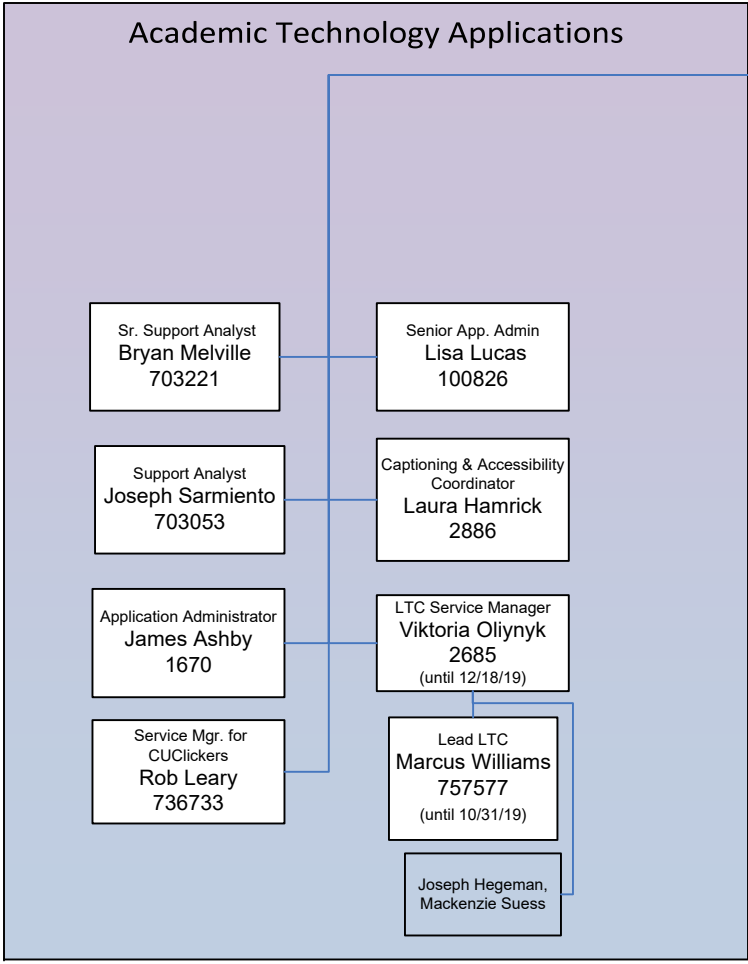 Academic Technology Applications
Sr. Support Analyst
Bryan Melville
703221
Senior App. Admin
Lisa Lucas
100826
Support Analyst
Joseph Sarmiento
703053
Captioning & Accessibility
Coordinator
Laura Hamrick
2886
Application Administrator
James Ashby
1670
LTC Service Manager
Viktoria Oliynyk
2685
(until 12/18/19)
Service Mgr. for
CUClickers
Rob Leary
736733
Lead LTC
Marcus Williams
757577
(until 10/31/19)
Joseph Hegeman,
Mackenzie Suess